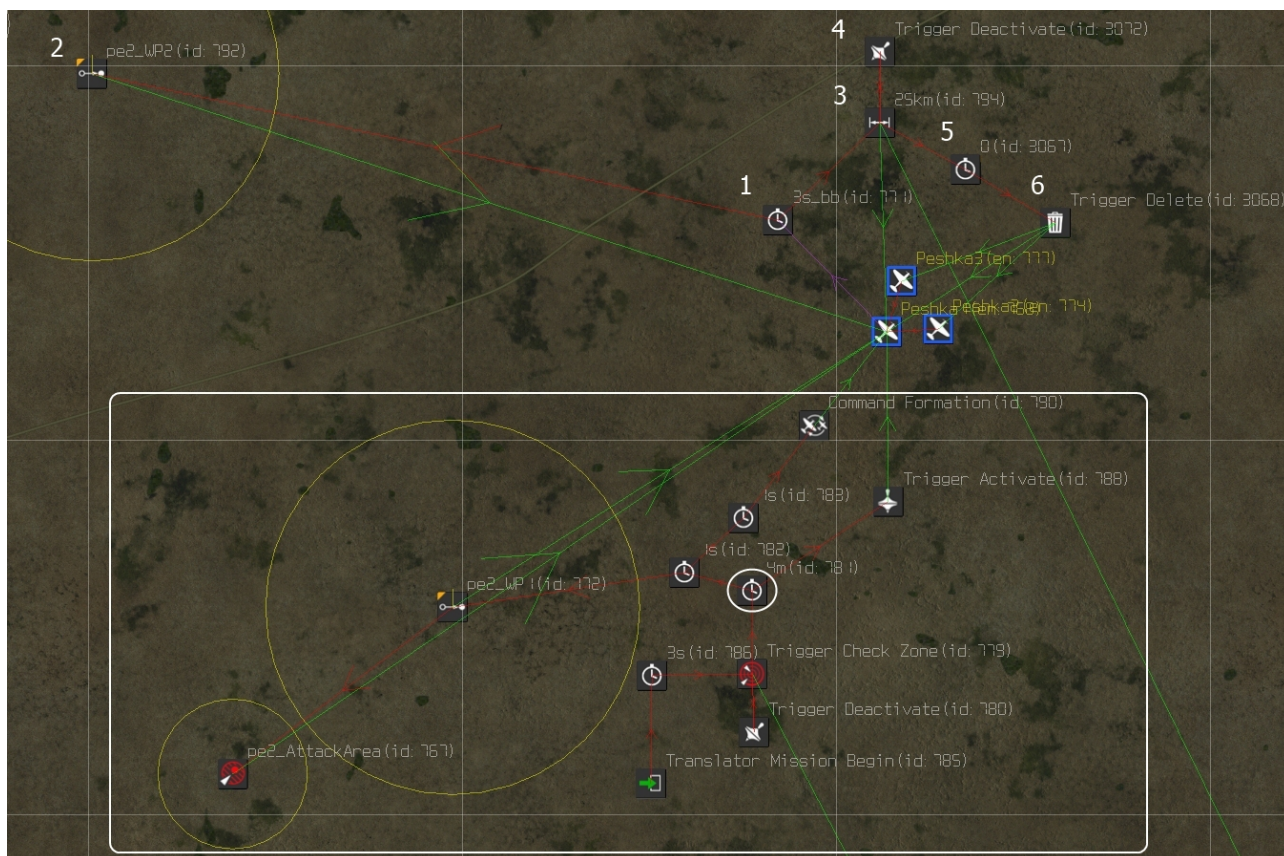 4
Trigger Deactivate(id: 3072)
2
pe2_WP2(id: 792)
3
25km(id: 794)
5
0(id: 3067)
1
3s_bb(id: 771)
6
Trigger Delete(id: 3068)
Peshka3(en: 777)
Command Formation(id: 790)
Trigger Activate(id: 788)
1s(id: 783)
1s(id: 782)
4m(id: 781)
pe2_WP1(id: 772)
3s(id: 786)
Trigger Check Zone(id: 779)
Trigger Deactivate(id: 780)
pe2_AttackArea(id: 767)
Translator Mission Begin(id: 785)